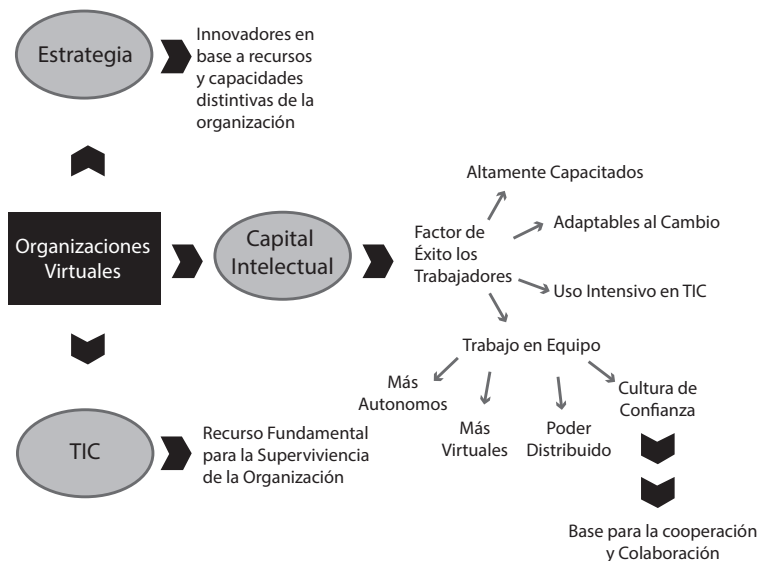 Estrategia
Innovadores en
base a recursos
y capacidades
distintivas de la
organización
Organizaciones
Virtuales
Capital
Intelectual
Factor de
Éxito los
Trabajadores
Altamente Capacitados
Adaptables al Cambio
Uso Intensivo en TIC
Trabajo en Equipo
Más
Autonomos
Más
Virtuales
Poder
Distribuido
Cultura de
Confianza
Base para la cooperación
y Colaboración
TIC
Recurso Fundamental
para la Superviviencia
de la Organización